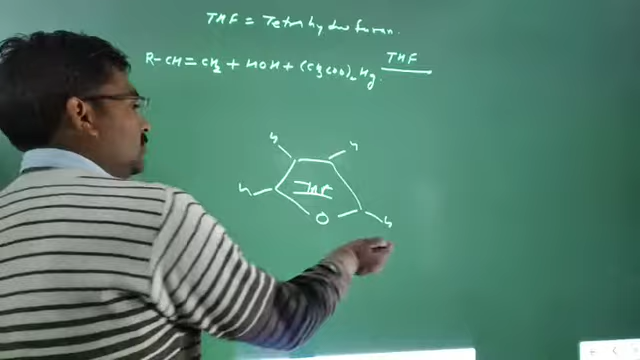 THF = Tetra hydro furan.
R-CH=CH2 + HOH + (CH3COO)2 Hg. THF
H H
H THF
O H